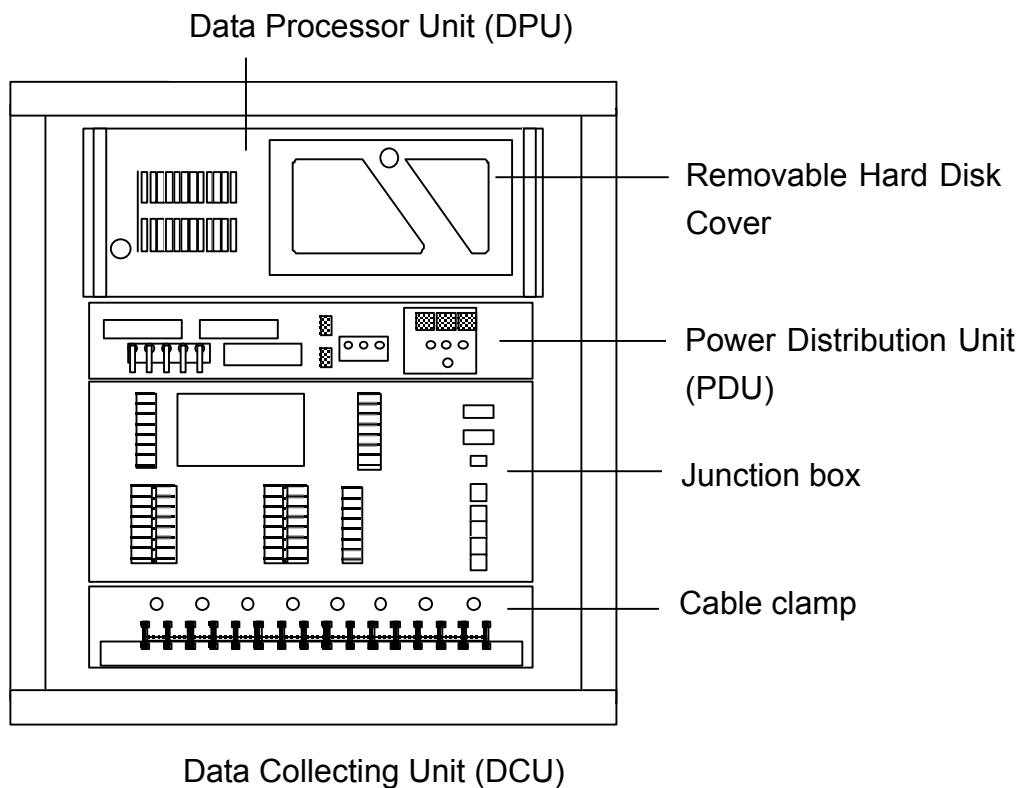 Data Processor Unit (DPU)
Removable Hard Disk
Cover
Power Distribution Unit
(PDU)
Junction box
Cable clamp
Data Collecting Unit (DCU)